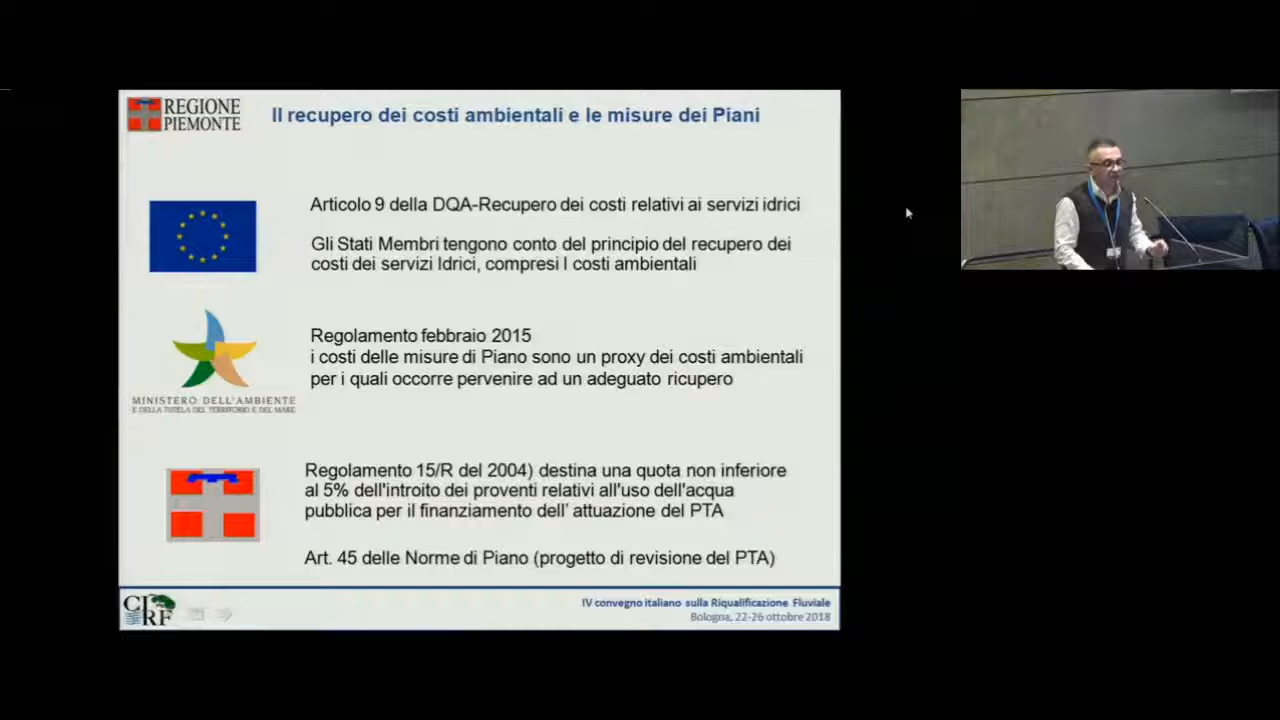 REGIONE
PIEMONTE
Il recupero dei costi ambientali e le misure dei Piani
Articolo 9 della DQA-Recupero dei costi relativi ai servizi idrici
Gli Stati Membri tengono conto del principio del recupero dei
costi dei servizi Idrici, compresi I costi ambientali
Regolamento febbraio 2015
i costi delle misure di Piano sono un proxy dei costi ambientali
per i quali occorre pervenire ad un adeguato ricupero
MINISTERO DELL'AMBIENTE
E DELLA TUTELA DEL TERRITORIO E DEL MARE
Regolamento 15/R del 2004) destina una quota non inferiore
al 5% dell'introito dei proventi relativi all'uso dell'acqua
pubblica per il finanziamento dell' attuazione del PTA
Art. 45 delle Norme di Piano (progetto di revisione del PTA)
CIRF
IV convegno italiano sulla Riqualificazione Fluviale
Bologna, 22-26 ottobre 2018